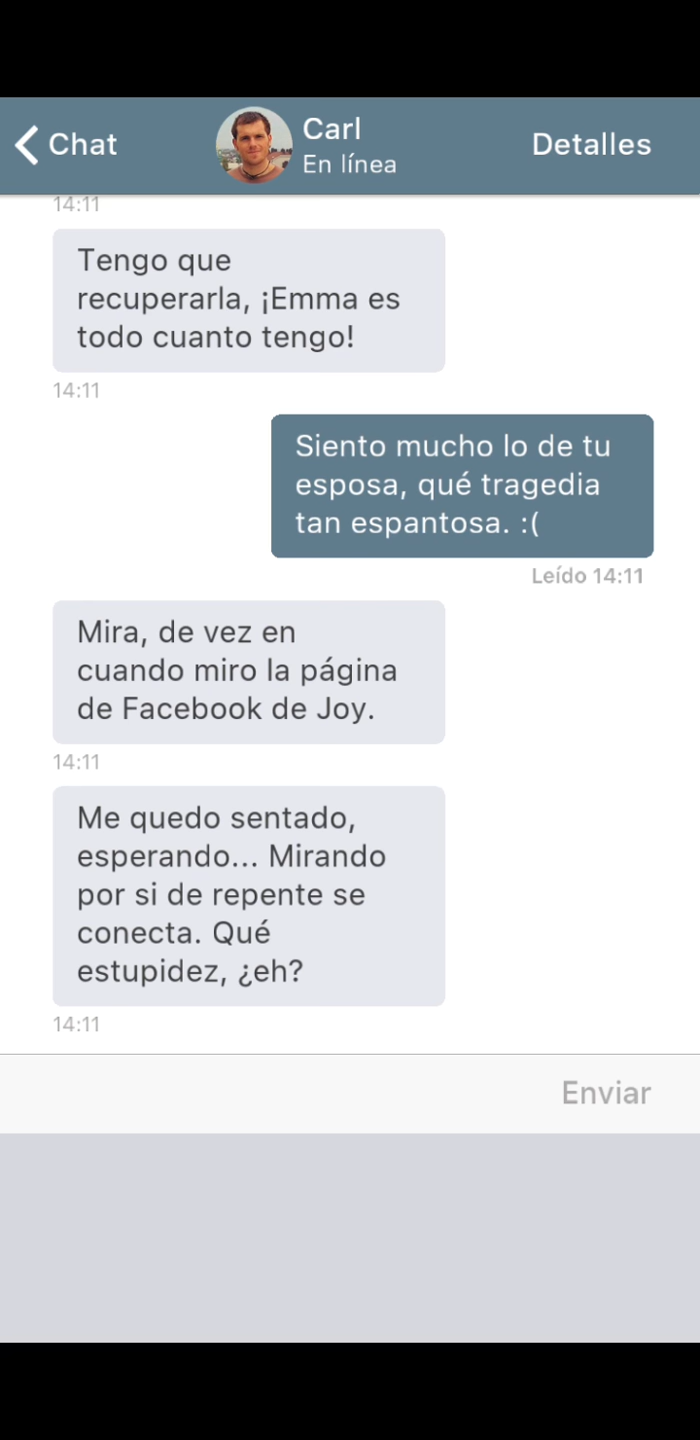 Chat
Carl
En línea
Detalles
14:11
Tengo que
recuperarla, ¡Emma es
todo cuanto tengo!
14:11
Siento mucho lo de tu
esposa, qué tragedia
tan espantosa. :(
Leído 14:11
Mira, de vez en
cuando miro la página
de Facebook de Joy.
14:11
Me quedo sentado,
esperando... Mirando
por si de repente se
conecta. Qué
estupidez, ¿eh?
14:11
Enviar